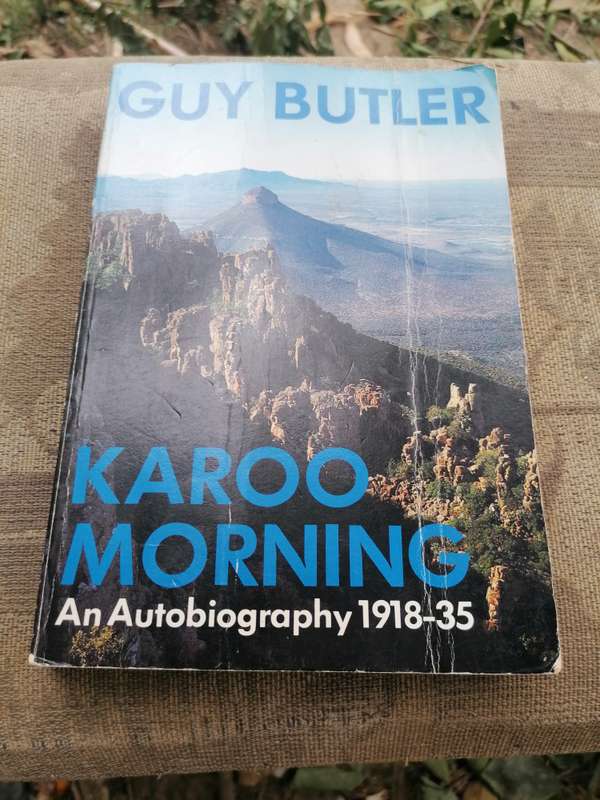 GUY BUTLER
KAROO
MORNING
An Autobiography 1918-35